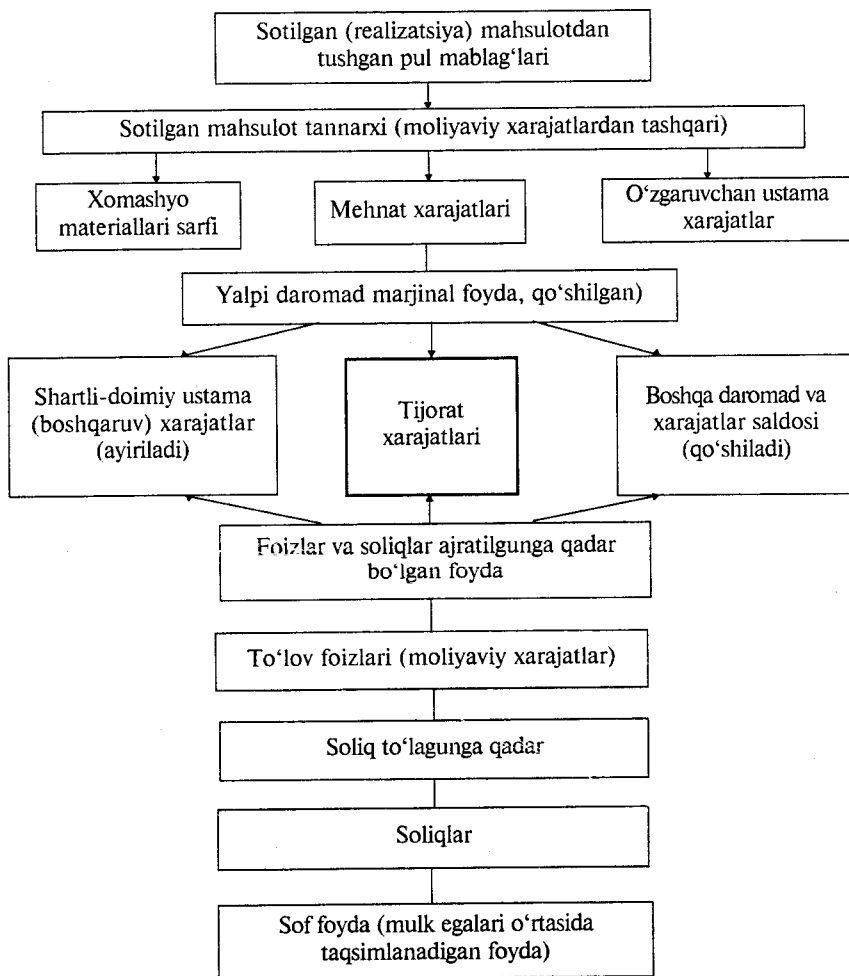 Sotilgan (realizatsiya) mahsulotdan
tushgan pul mablag‘lari
Sotilgan mahsulot tannarxi (moliyaviy xarajatlardan tashqari)
Xomashyo
materiallari sarfi
Mehnat xarajatlari
O‘zgaruvchan ustama
xarajatlar
Yalpi daromad marjinal foyda, qo‘shilgan)
Shartli-doimiy ustama
(boshqaruv) xarajatlar
(ayiriladi)
Tijorat
xarajatlari
Boshqa daromad va
xarajatlar saldosi
(qo‘shiladi)
Foizlar va soliqlar ajratilgunga qadar
bo‘lgan foyda
To‘lov foizlari (moliyaviy xarajatlar)
Soliq to‘lagunga qadar
Soliqlar
Sof foyda (mulk egalari o‘rtasida
taqsimlanadigan foyda)